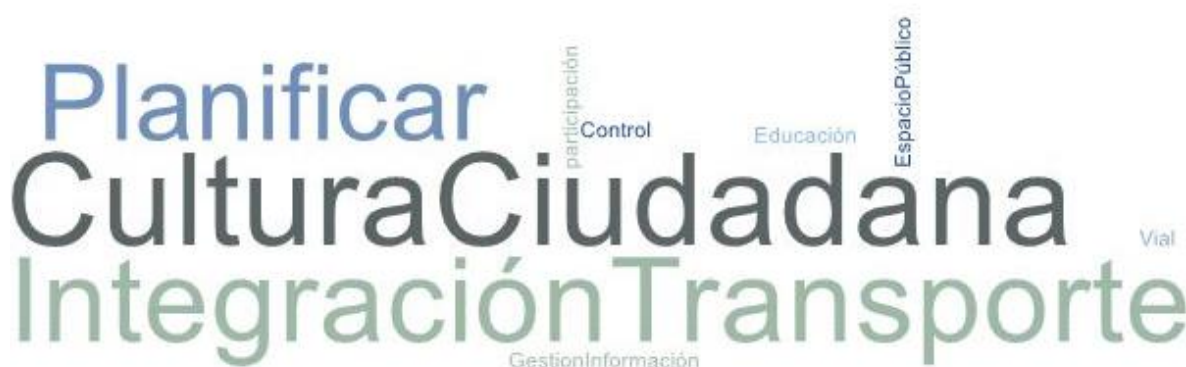 Planificar
participación
Control
Educación
EspacioPúblico
CulturaCiudadana
Vial
IntegraciónTransporte
GestionInformación